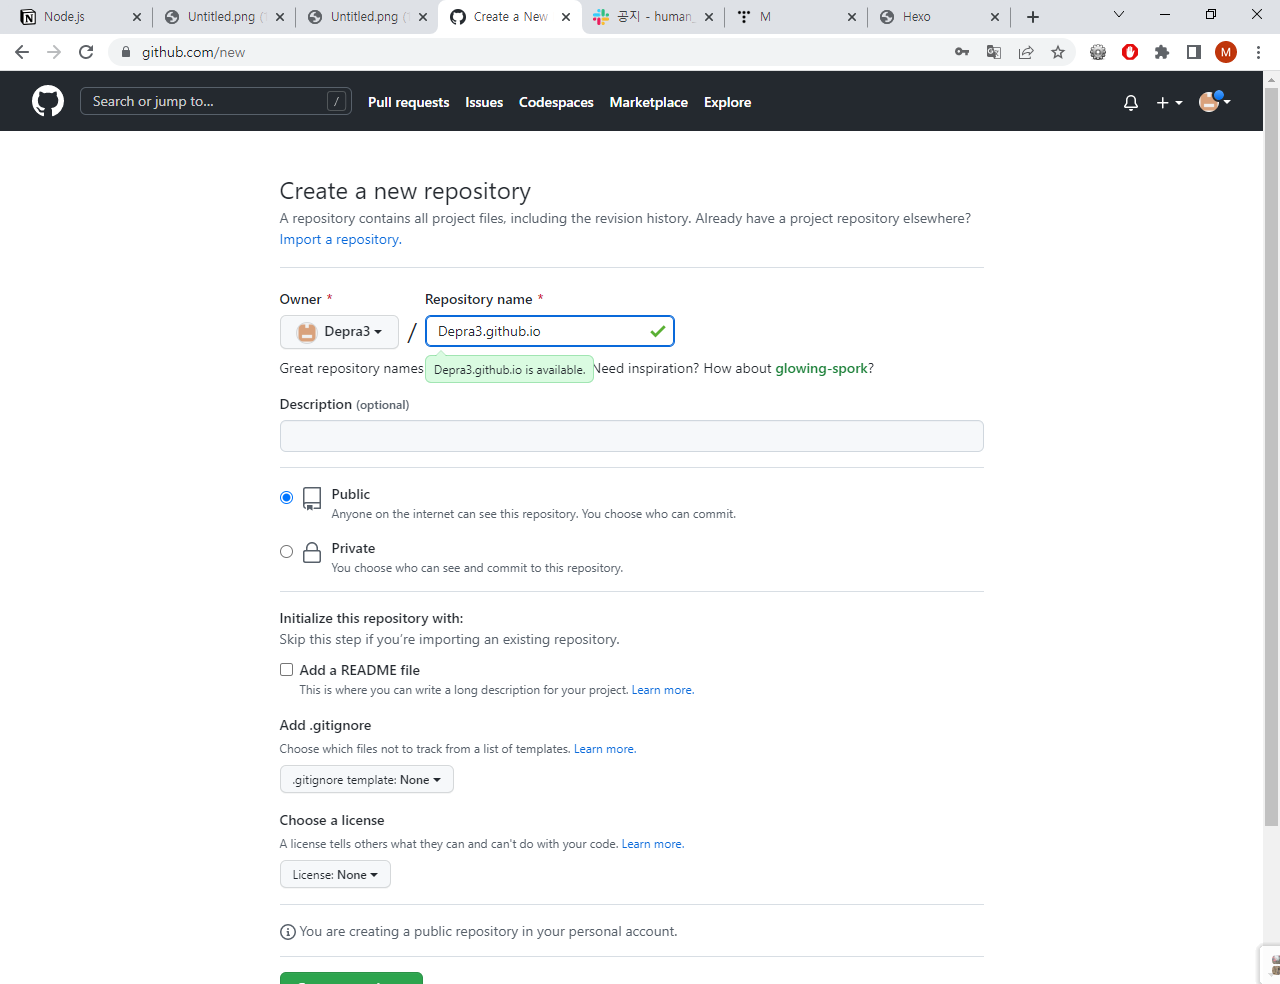 Node.js
Untitled.png (
Untitled.png (
Create a New
공지 - human_
M
Hexo
github.com/new
M
Search or jump to...
/
Pull requests
Issues
Codespaces
Marketplace
Explore
Create a new repository
A repository contains all project files, including the revision history. Already have a project repository elsewhere?
Import a repository.
Owner *
Repository name *
Depra3
/
Depra3.github.io
Great repository names
Depra3.github.io is available.
Need inspiration? How about glowing-spork?
Description (optional)
Public
Anyone on the internet can see this repository. You choose who can commit.
Private
You choose who can see and commit to this repository.
Initialize this repository with:
Skip this step if you're importing an existing repository.
Add a README file
This is where you can write a long description for your project. Learn more.
Add .gitignore
Choose which files not to track from a list of templates. Learn more.
.gitignore template: None
Choose a license
A license tells others what they can and can't do with your code. Learn more.
License: None
You are creating a public repository in your personal account.